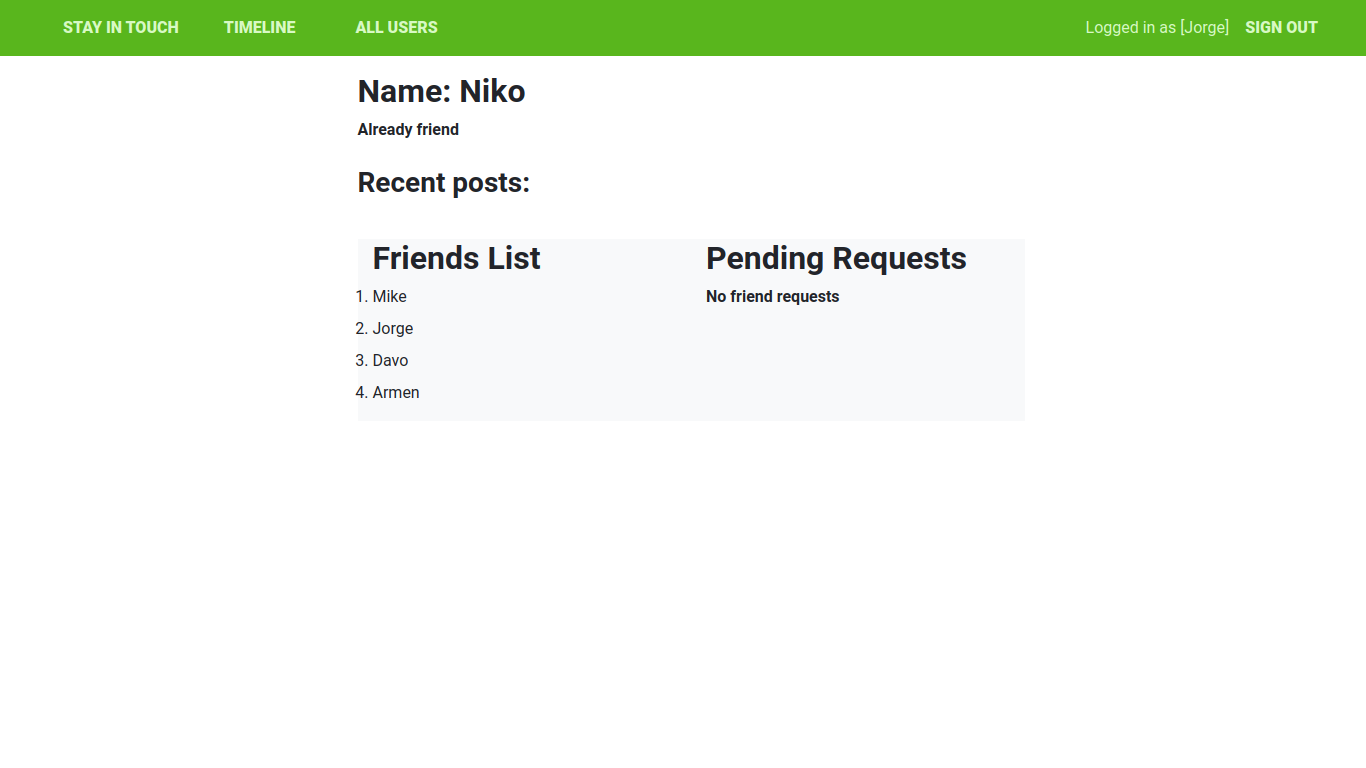 STAY IN TOUCH TIMELINE ALL USERS Logged in as [Jorge] SIGN OUT
Name: Niko
Already friend
Recent posts:
Friends List
1. Mike
2. Jorge
3. Davo
4. Armen
Pending Requests
No friend requests